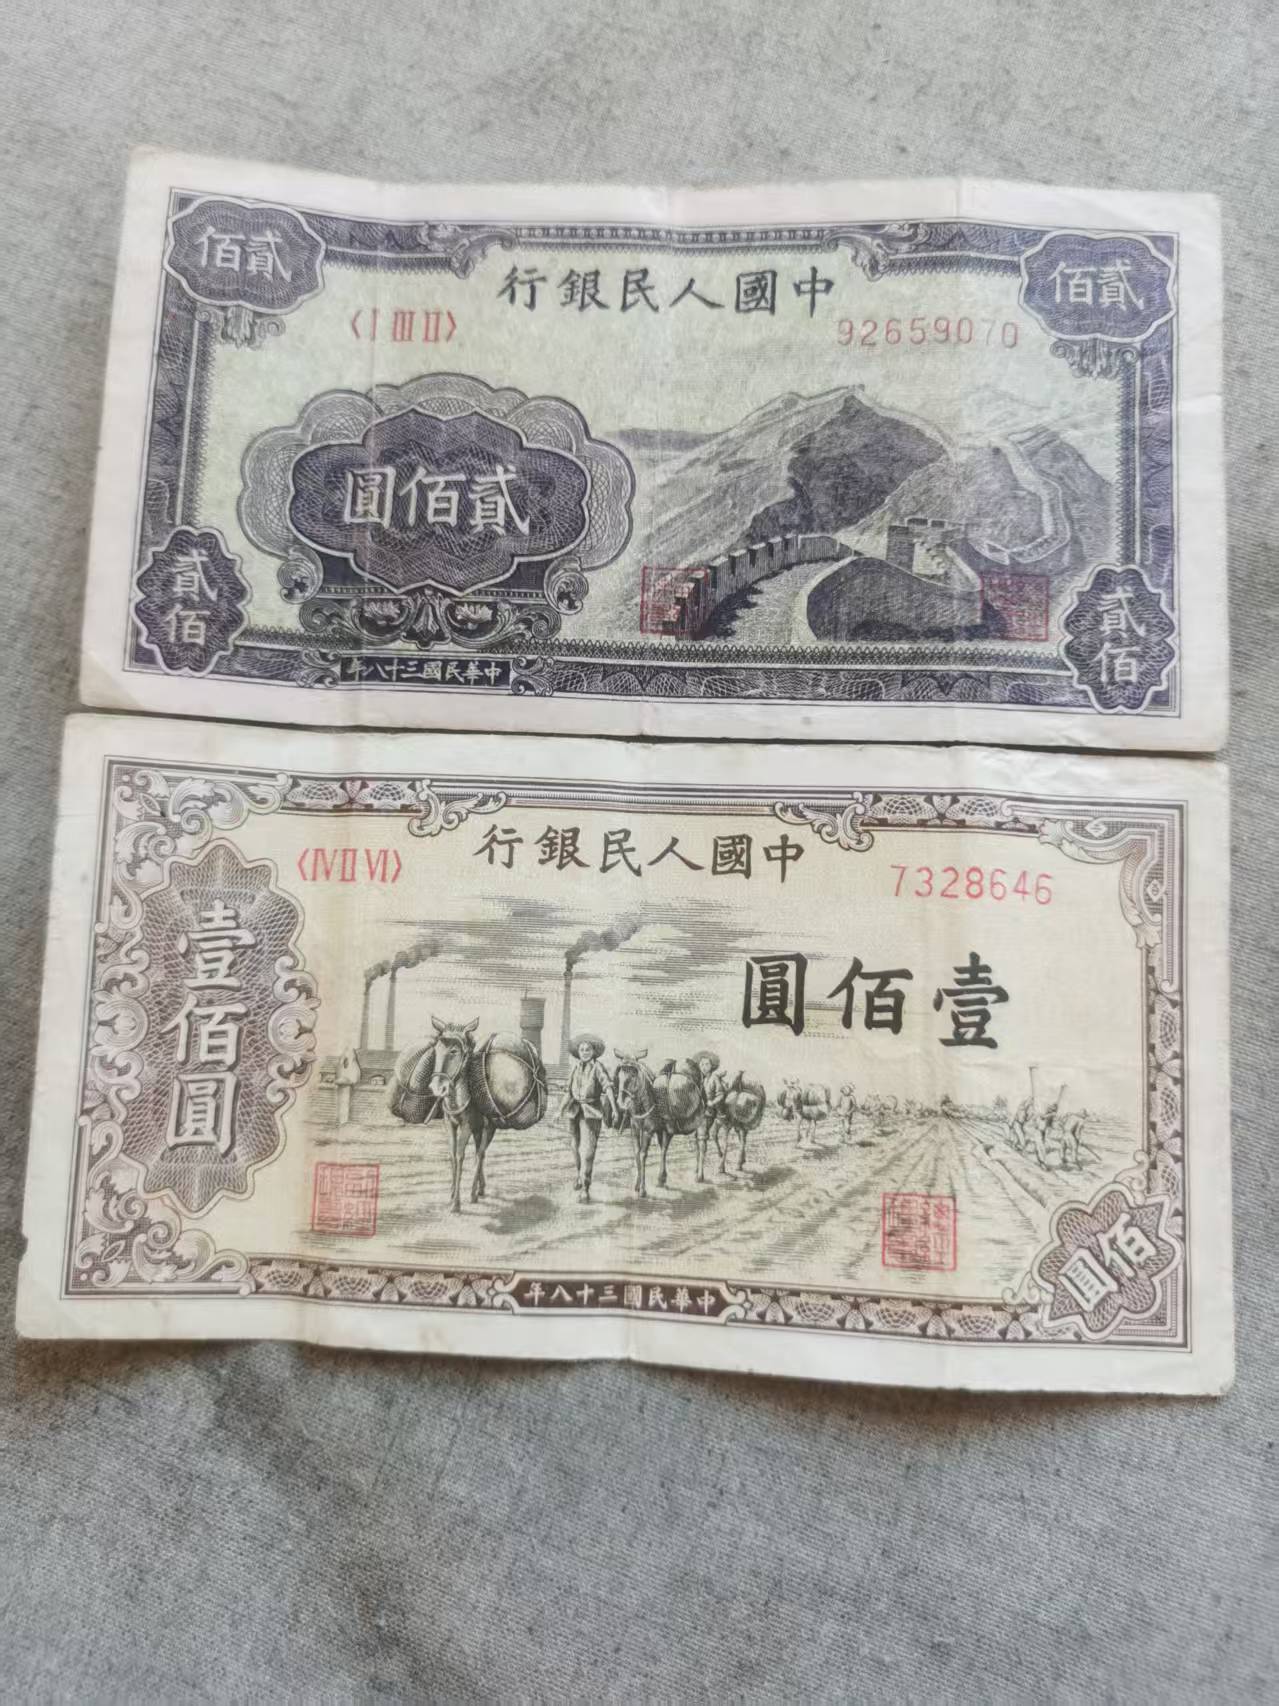 貳佰
貳佰
中國人民銀行
〈I III II〉
92659070
貳佰圓
貳佰
貳佰
中華民國三十八年
中國人民銀行
〈IV II VI〉
7328646
壹佰圓
壹佰圓
佰圓
中華民國三十八年